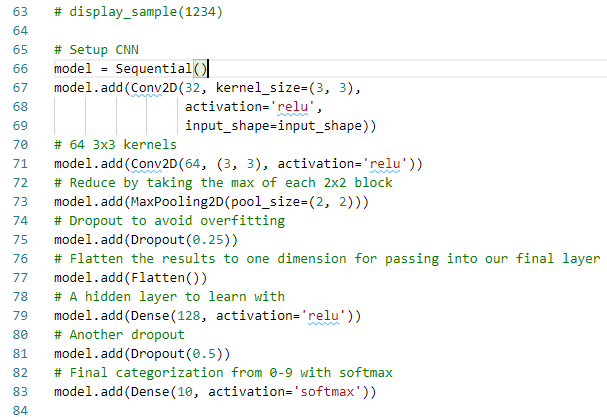 63 # display_sample(1234)
64
65 # Setup CNN
66 model = Sequential()
67 model.add(Conv2D(32, kernel_size=(3, 3),
68                  activation='relu',
69                  input_shape=input_shape))
70 # 64 3x3 kernels
71 model.add(Conv2D(64, (3, 3), activation='relu'))
72 # Reduce by taking the max of each 2x2 block
73 model.add(MaxPooling2D(pool_size=(2, 2)))
74 # Dropout to avoid overfitting
75 model.add(Dropout(0.25))
76 # Flatten the results to one dimension for passing into our final layer
77 model.add(Flatten())
78 # A hidden layer to learn with
79 model.add(Dense(128, activation='relu'))
80 # Another dropout
81 model.add(Dropout(0.5))
82 # Final categorization from 0-9 with softmax
83 model.add(Dense(10, activation='softmax'))
84